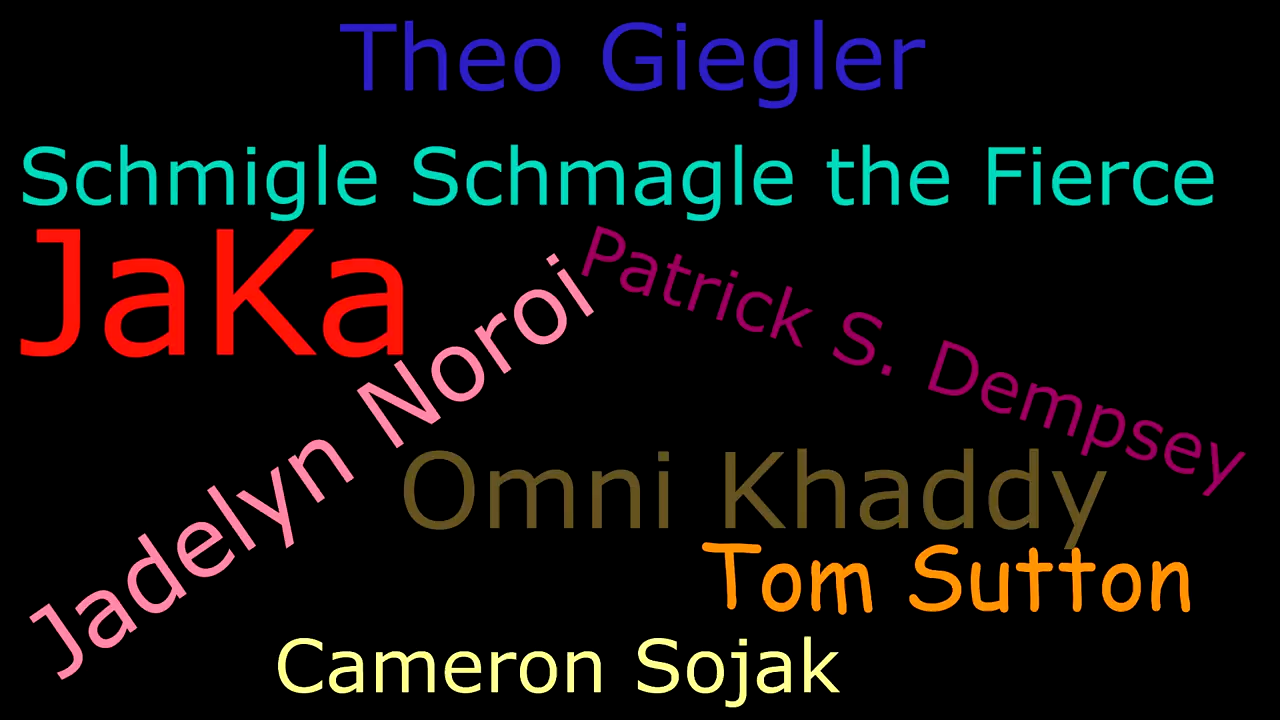 Theo Giegler
Schmigle Schmagle the Fierce
JaKa
Jadelyn Noroi
Patrick S. Dempsey
Omni Khaddy
Tom Sutton
Cameron Sojak